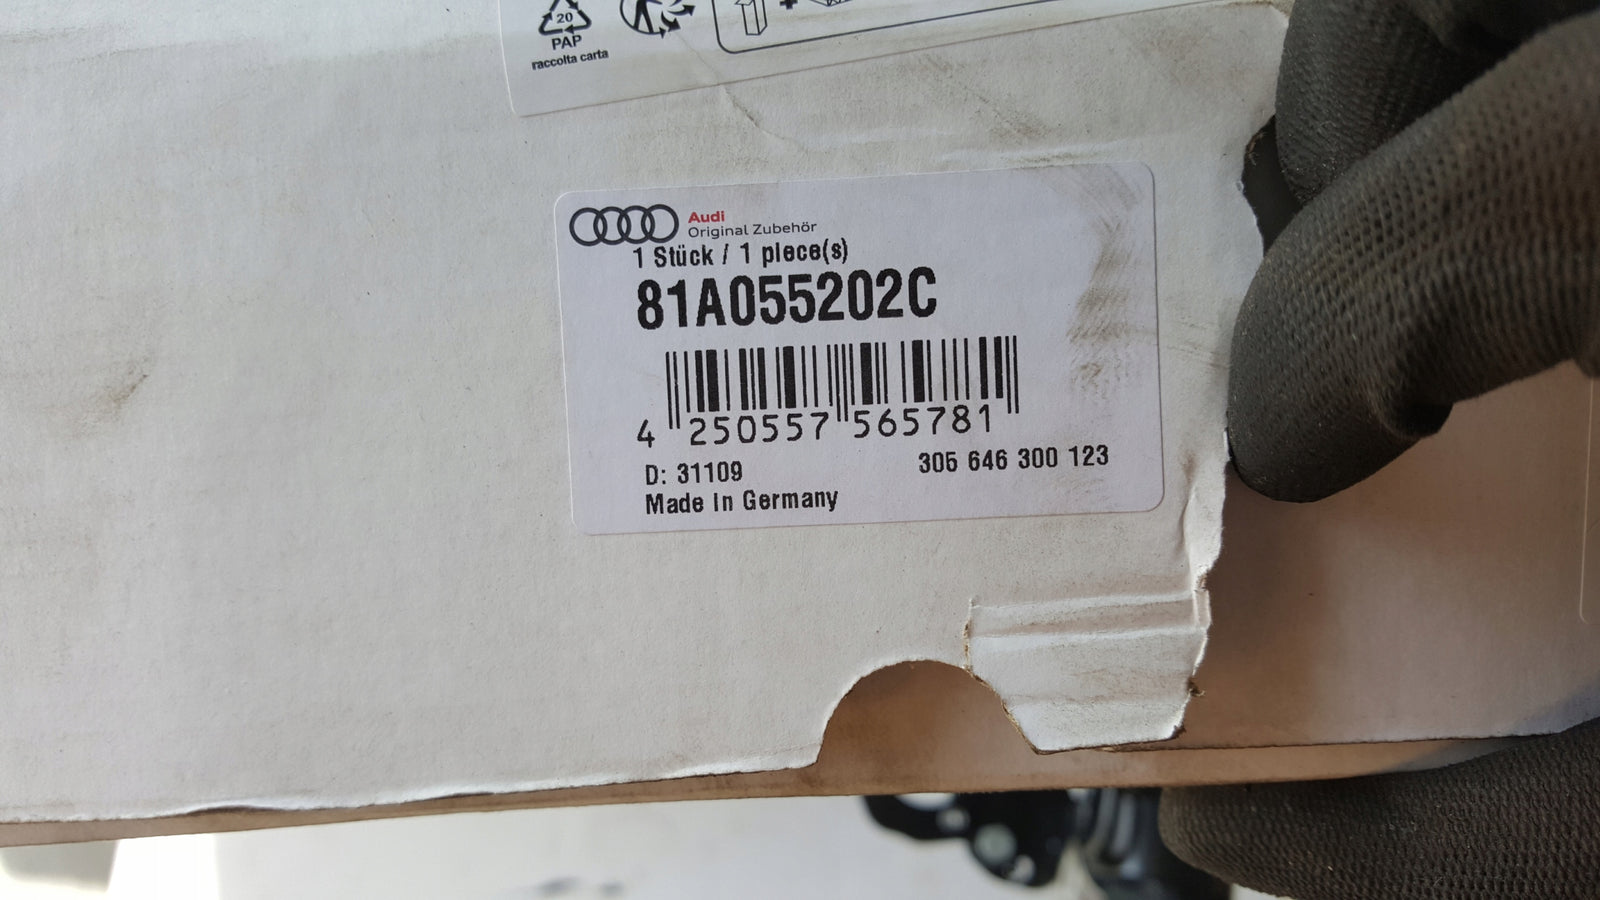 20
PAP
raccolta carta
Audi
Original Zubehör
1 Stück / 1 piece(s)
81A055202C
4 250557 565781
D: 31109
305 646 300 123
Made in Germany